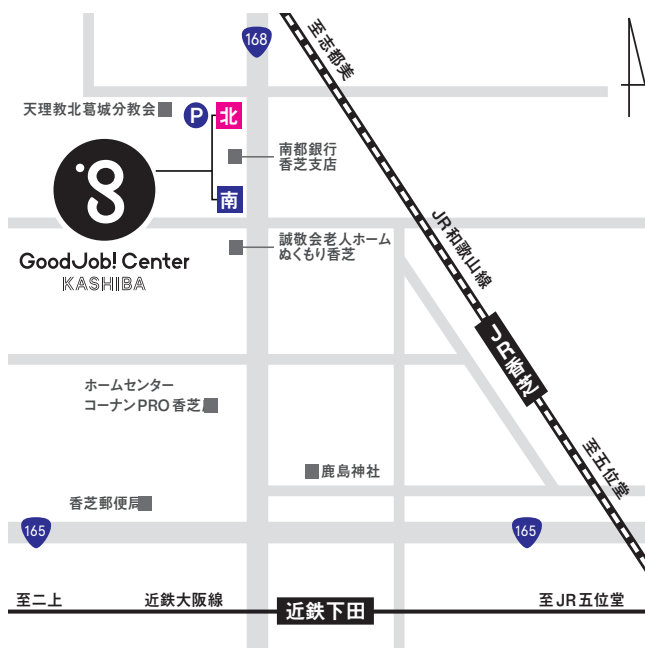 168
至志都美
天理教北葛城分教会
P
北
南都銀行
香芝支店
南
JR和歌山線
誠敬会老人ホーム
ぬくもり香芝
GoodJob! Center
KASHIBA
JR香芝
ホームセンター
コーナンPRO香芝店
至五位堂
鹿島神社
香芝郵便局
165
165
至二上
近鉄大阪線
近鉄下田
至JR五位堂